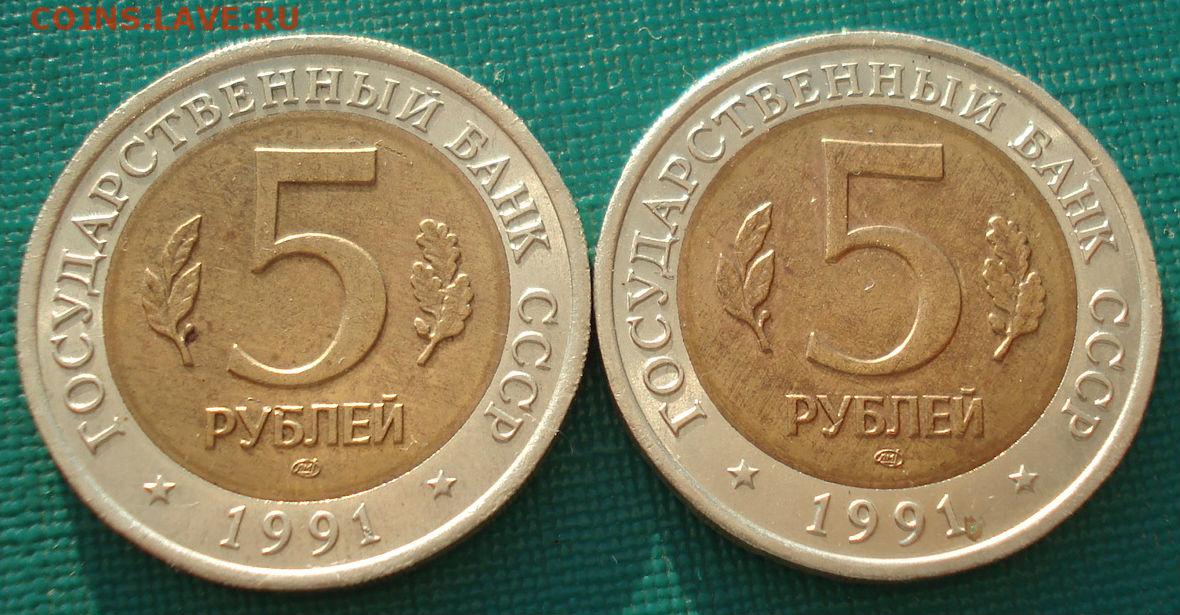 COINS.LAVE.RU
ГОСУДАРСТВЕННЫЙ БАНК СССР
5
РУБЛЕЙ
ЛМД
1991
ГОСУДАРСТВЕННЫЙ БАНК СССР
5
РУБЛЕЙ
ЛМД
1991